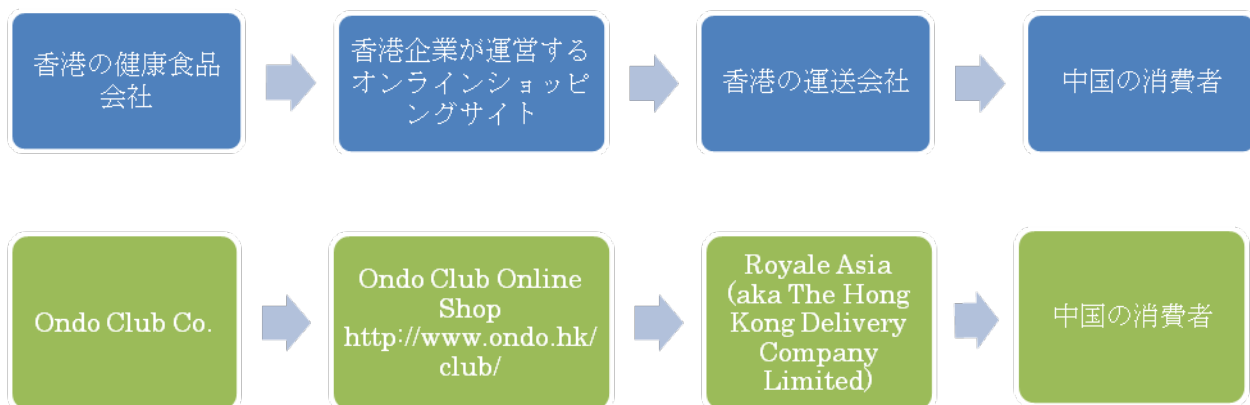 香港の健康食品
会社
香港企業が運営する
オンラインショッピ
ングサイト
香港の運送会社
中国の消費者
Ondo Club Co.
Ondo Club Online
Shop
http://www.ondo.hk/
club/
Royale Asia
(aka The Hong
Kong Delivery
Company
Limited)
中国の消費者